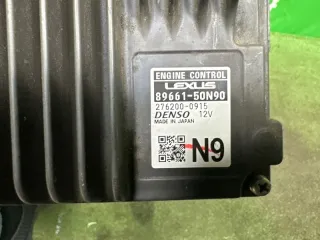 ENGINE CONTROL
LEXUS
89661-50N90
276200-0915
DENSO 12V
MADE IN JAPAN
N9